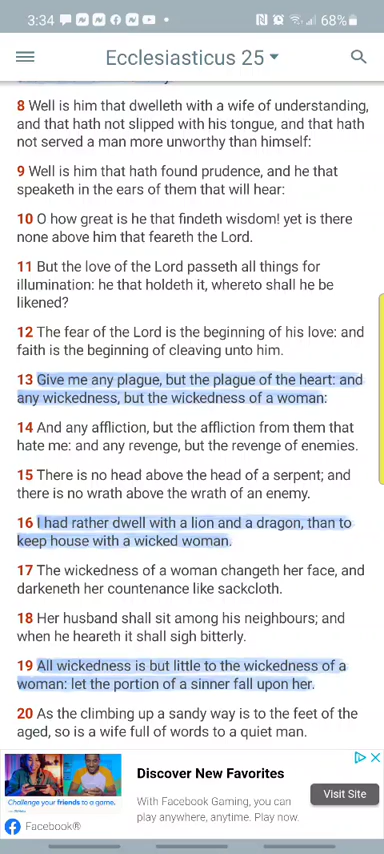 3:34
68%
Ecclesiasticus 25
8 Well is him that dwelleth with a wife of understanding,
and that hath not slipped with his tongue, and that hath
not served a man more unworthy than himself:
9 Well is him that hath found prudence, and he that
speaketh in the ears of them that will hear:
10 O how great is he that findeth wisdom! yet is there
none above him that feareth the Lord.
11 But the love of the Lord passeth all things for
illumination: he that holdeth it, whereto shall he be
likened?
12 The fear of the Lord is the beginning of his love: and
faith is the beginning of cleaving unto him.
13 Give me any plague, but the plague of the heart: and
any wickedness, but the wickedness of a woman:
14 And any affliction, but the affliction from them that
hate me: and any revenge, but the revenge of enemies.
15 There is no head above the head of a serpent; and
there is no wrath above the wrath of an enemy.
16 I had rather dwell with a lion and a dragon, than to
keep house with a wicked woman.
17 The wickedness of a woman changeth her face, and
darkeneth her countenance like sackcloth.
18 Her husband shall sit among his neighbours; and
when he heareth it shall sigh bitterly.
19 All wickedness is but little to the wickedness of a
woman: let the portion of a sinner fall upon her.
20 As the climbing up a sandy way is to the feet of the
aged, so is a wife full of words to a quiet man.
Discover New Favorites
With Facebook Gaming, you can
play anywhere, anytime. Play now.
Visit Site
Challenge your friends to a game.
Facebook®